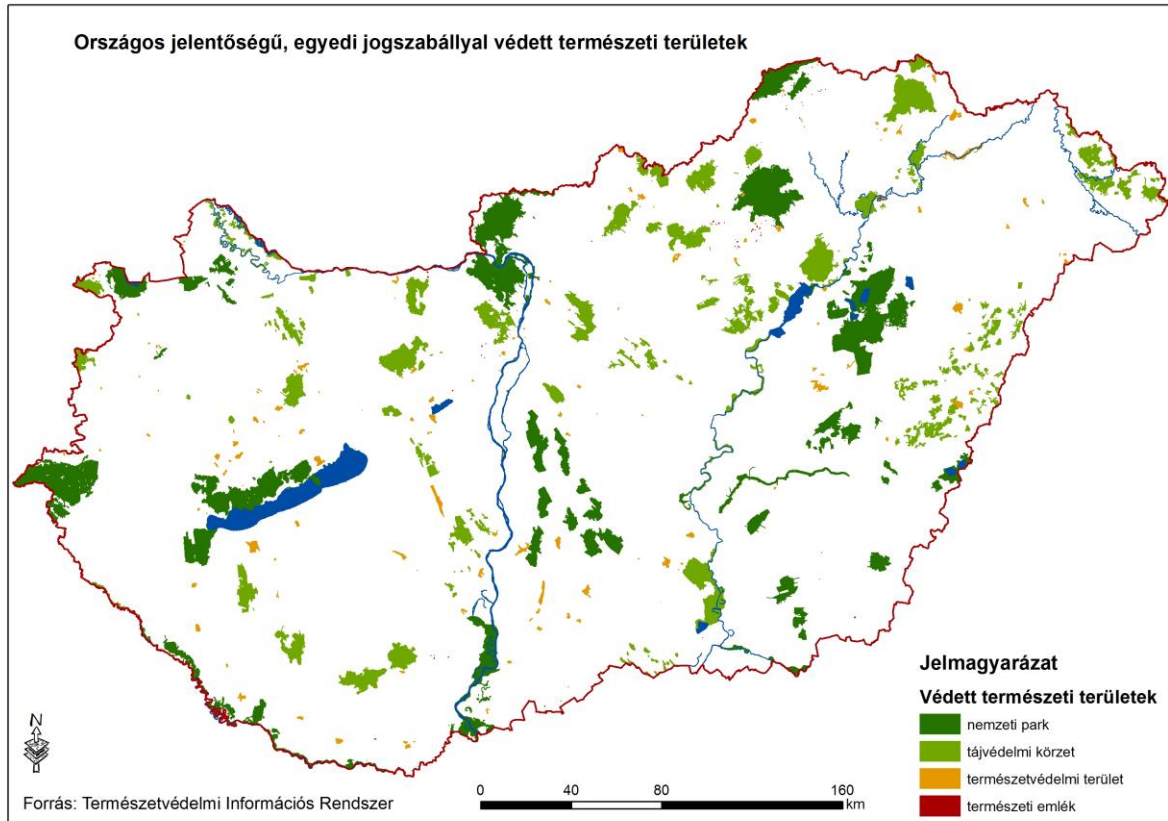 Országos jelentőségű, egyedi jogszabállyal védett természeti területek
Jelmagyarázat
Védett természeti területek
nemzeti park
tájvédelmi körzet
természetvédelmi terület
természeti emlék
N
Forrás: Természetvédelmi Információs Rendszer
0 40 80 160
km